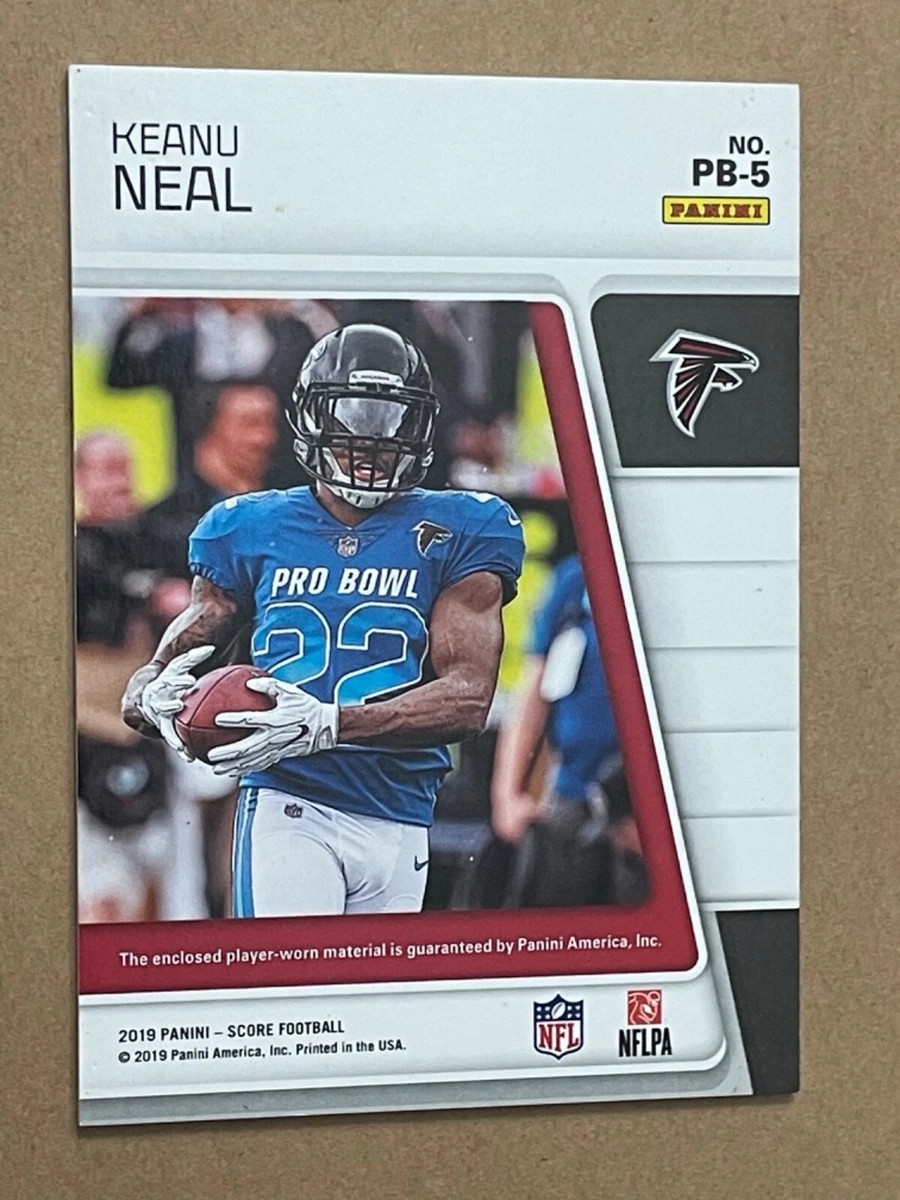 KEANU
NEAL
NO.
PB-5
PANINI
PRO BOWL
22
The enclosed player-worn material is guaranteed by Panini America, Inc.
2019 PANINI – SCORE FOOTBALL
© 2019 Panini America, Inc. Printed in the USA.
NFL
NFLPA